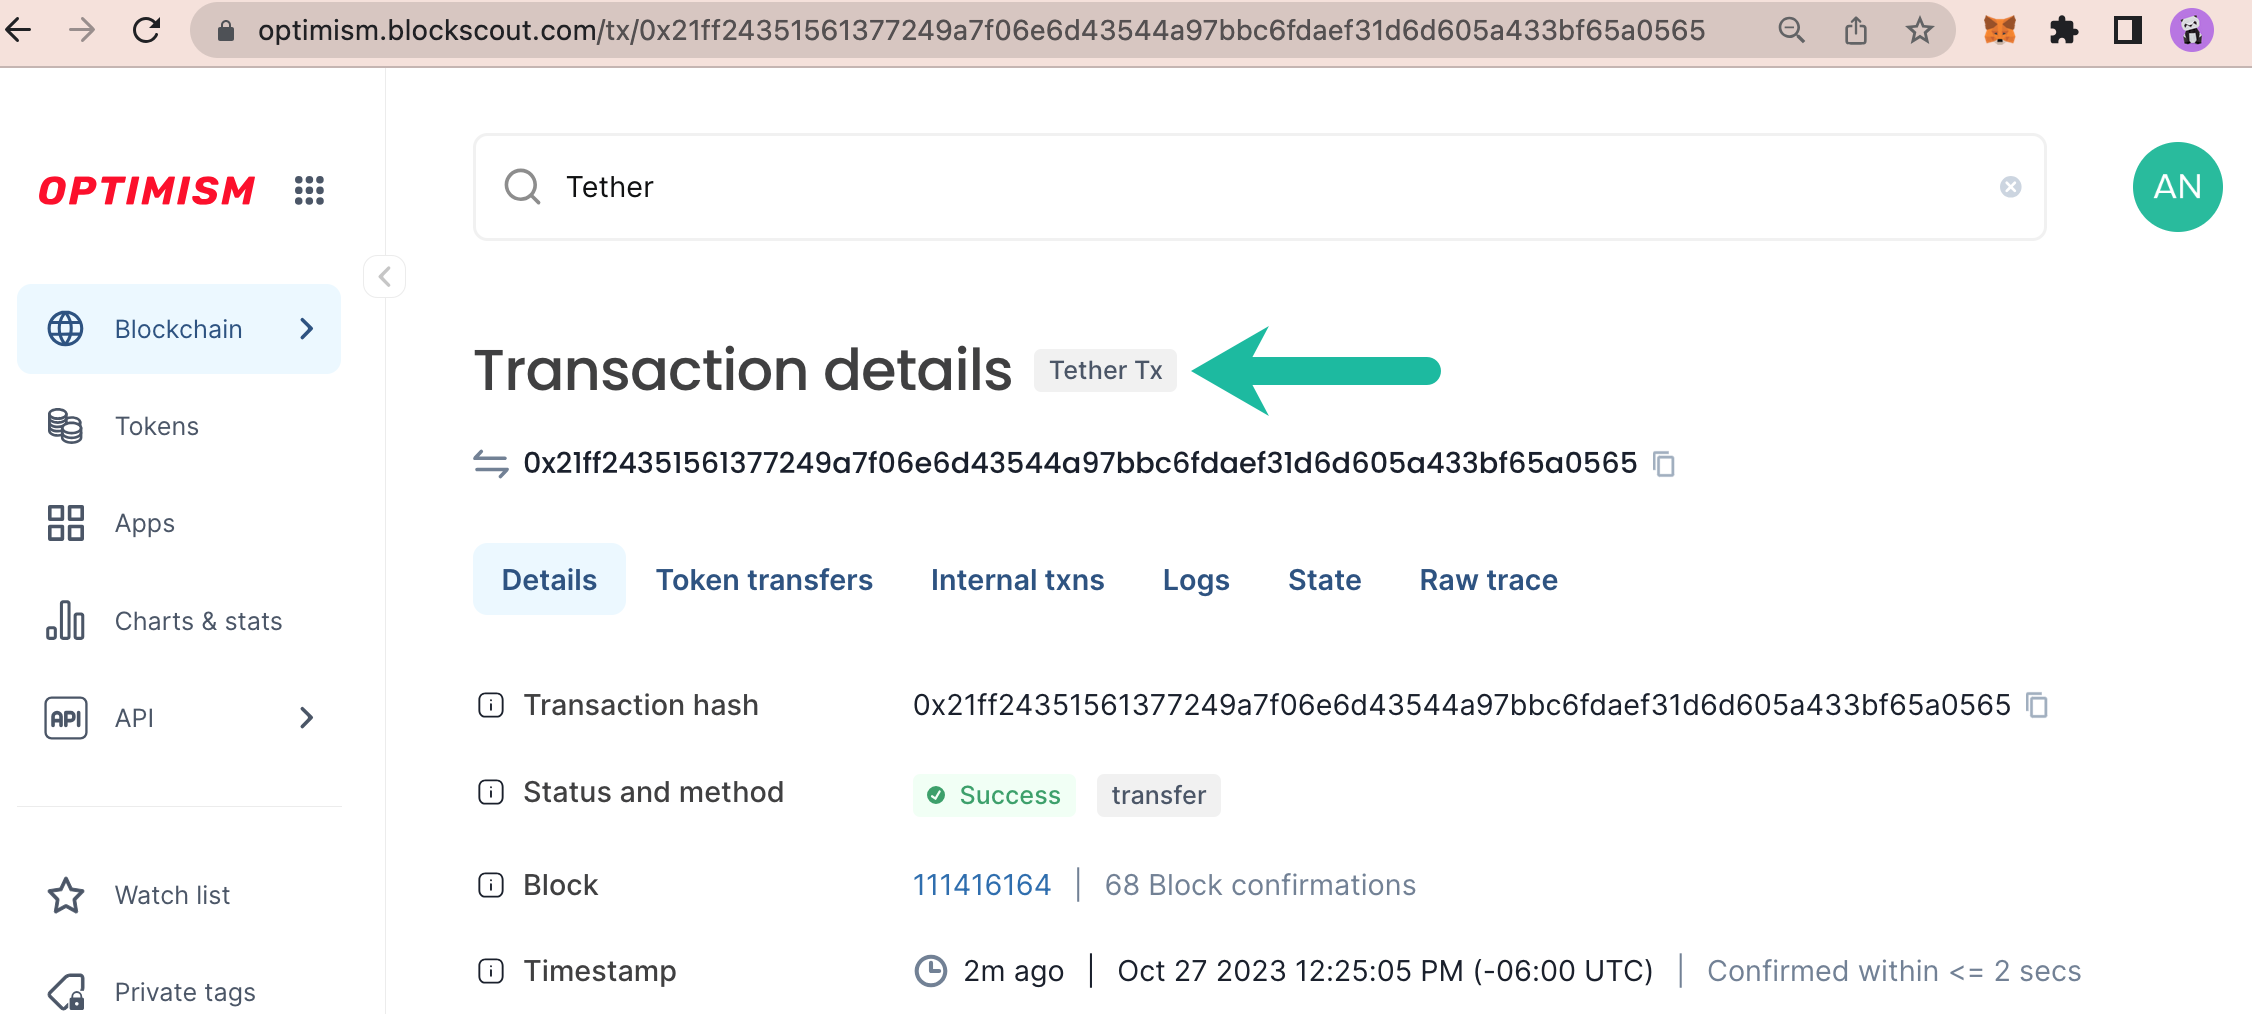 optimism.blockscout.com/tx/0x21ff24351561377249a7f06e6d43544a97bbc6fdaef31d6d605a433bf65a0565
OPTIMISM
Tether
AN
Blockchain
Tokens
Apps
Charts & stats
API
API
Watch list
Private tags
Transaction details Tether Tx
0x21ff24351561377249a7f06e6d43544a97bbc6fdaef31d6d605a433bf65a0565
Details Token transfers Internal txns Logs State Raw trace
Transaction hash 0x21ff24351561377249a7f06e6d43544a97bbc6fdaef31d6d605a433bf65a0565
Status and method Success transfer
Block 111416164 | 68 Block confirmations
Timestamp 2m ago | Oct 27 2023 12:25:05 PM (-06:00 UTC) | Confirmed within <= 2 secs